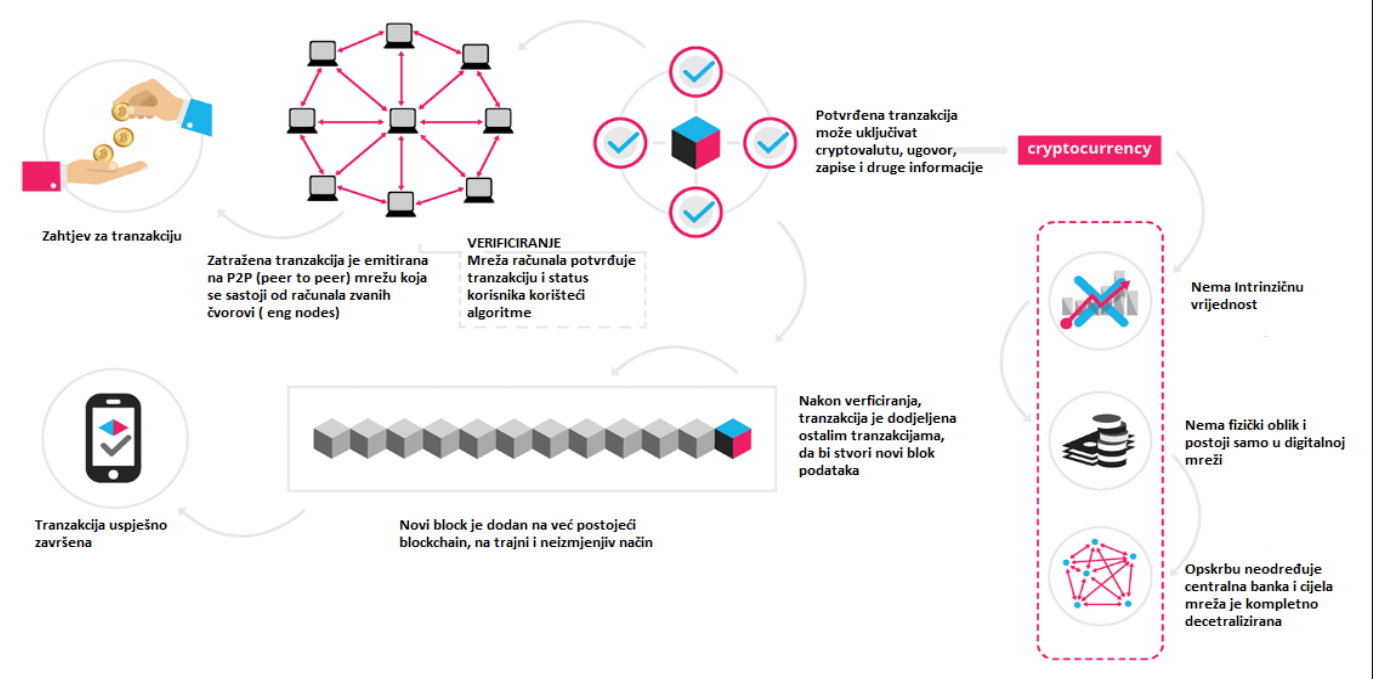 Zahtjev za tranzakciju
Zatražena tranzakcija je emitirana
na P2P (peer to peer) mrežu koja
se sastoji od računala zvanih
čvorovi ( eng nodes)
VERIFICIRANJE
Mreža računala potvrđuje
tranzakciju i status
korisnika koristeći
algoritme
Potvrđena tranzakcija
može uključivat
cryptovalutu, ugovor,
zapise i druge informacije
cryptocurrency
Nema Intrinzičnu
vrijednost
Nema fizički oblik i
postoji samo u digitalnoj
mreži
Opskrbu neodređuje
centralna banka i cijela
mreža je kompletno
decetralizirana
Nakon verficiranja,
tranzakcija je dodjeljena
ostalim tranzakcijama,
da bi stvori novi blok
podataka
Novi block je dodan na već postojeći
blockchain, na trajni i neizmjenjiv način
Tranzakcija uspješno
završena